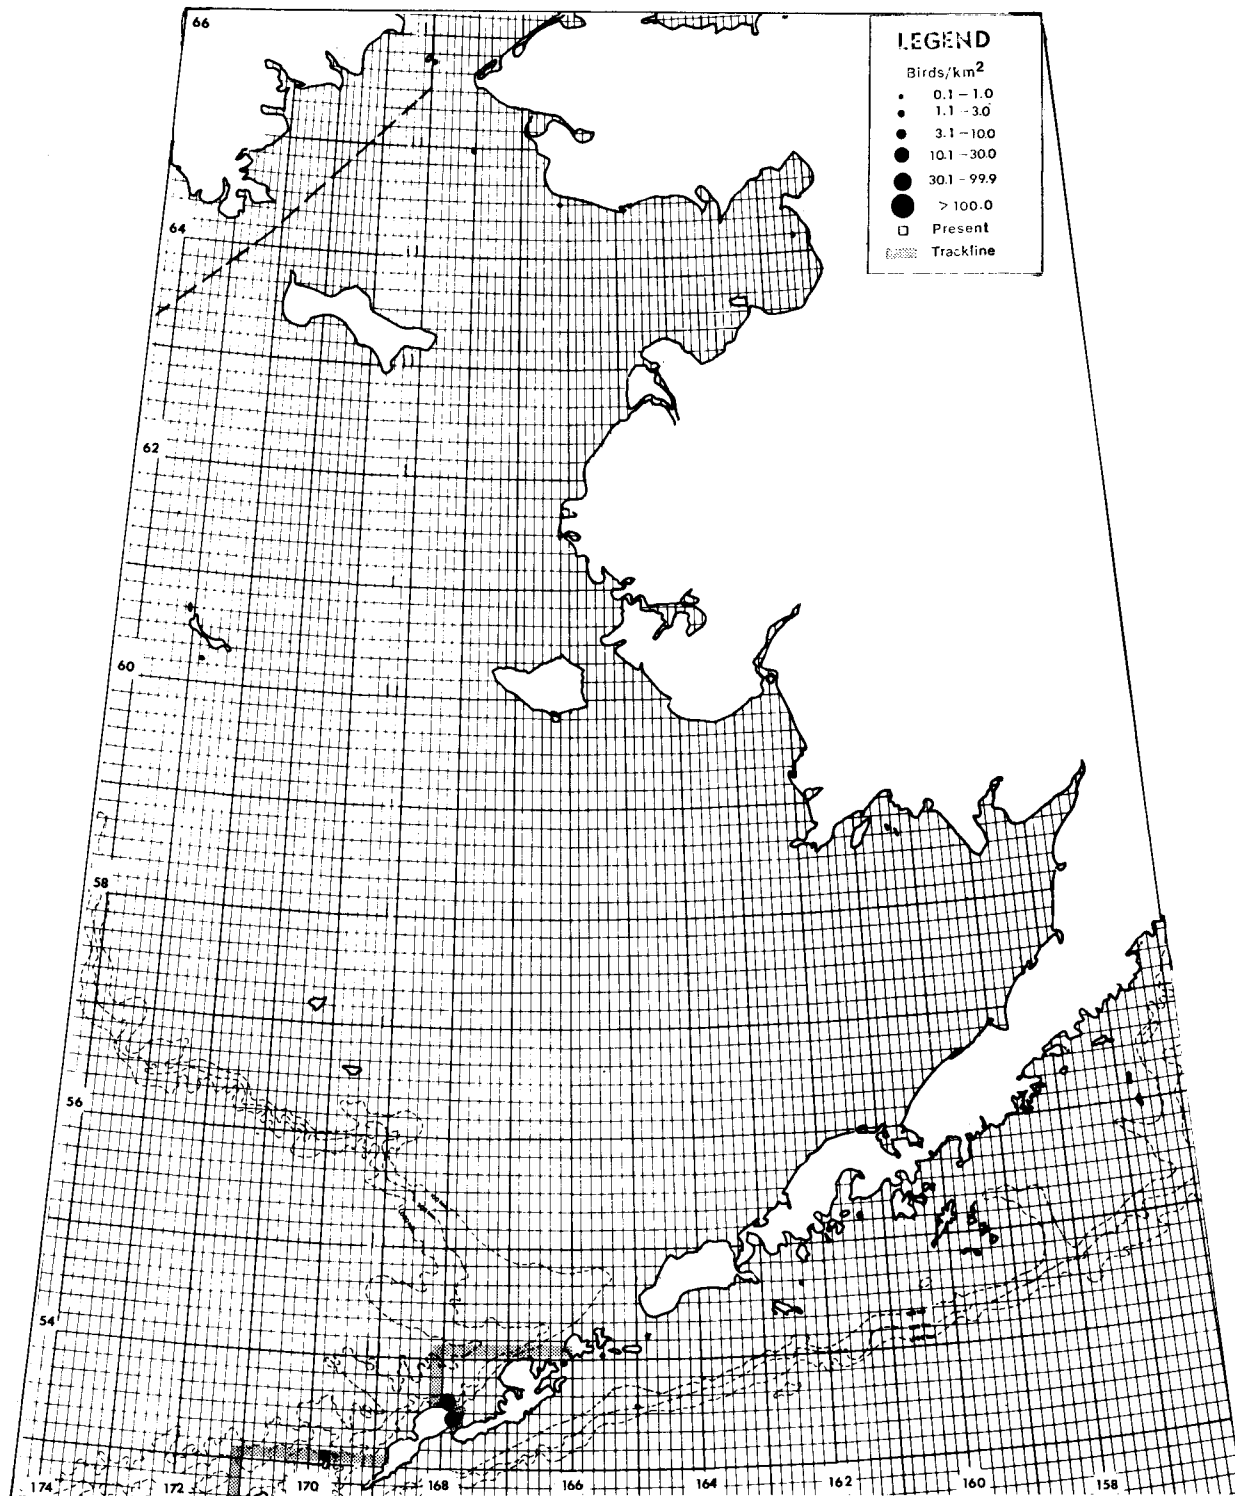 66
LEGEND
Birds/km²
0.1 – 1.0
1.1 – 3.0
3.1 – 10.0
10.1 – 30.0
30.1 – 99.9
> 100.0
Present
Trackline
64
62
60
58
56
54
174 172 170 168 166 164 162 160 158